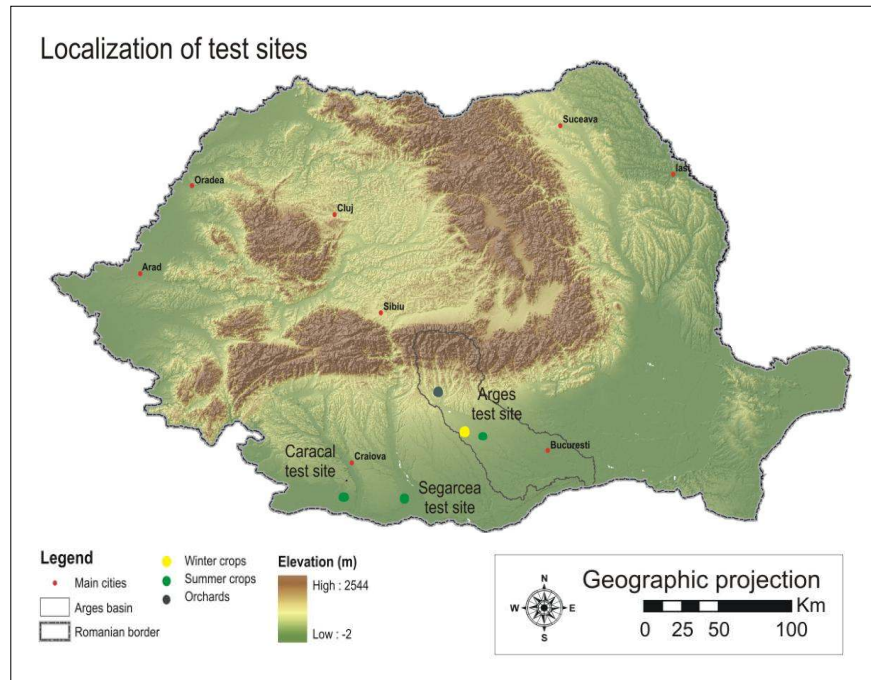 Localization of test sites
Suceava
Iasi
Oradea
Cluj
Arad
Sibiu
Arges
test site
Bucuresti
Caracal
test site
Craiova
Segarcea
test site
Legend
Main cities
Arges basin
Romanian border
Winter crops
Summer crops
Orchards
Elevation (m)
High : 2544
Low : -2
N
W E
S
Geographic projection
Km
0 25 50 100